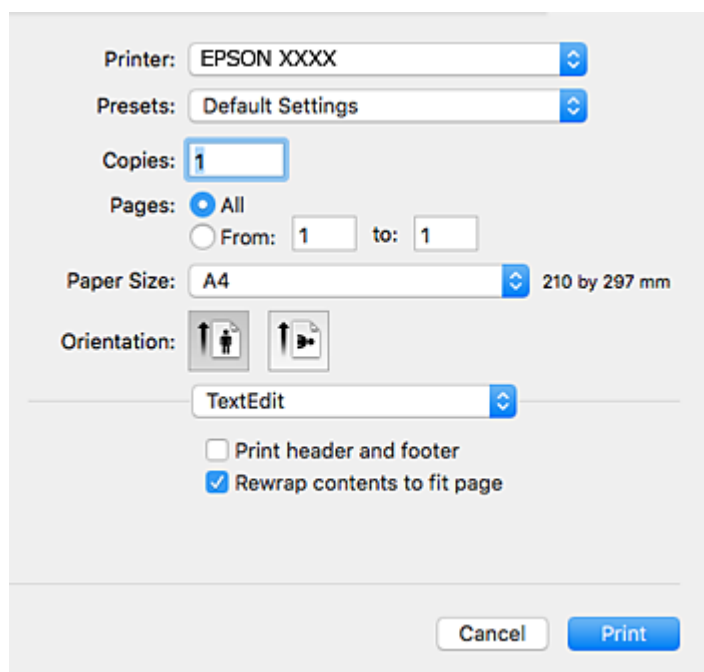 Printer: EPSON XXXX
Presets: Default Settings
Copies: 1
Pages: All
From: 1 to: 1
Paper Size: A4 210 by 297 mm
Orientation:
TextEdit
Print header and footer
Rewrap contents to fit page
Cancel Print